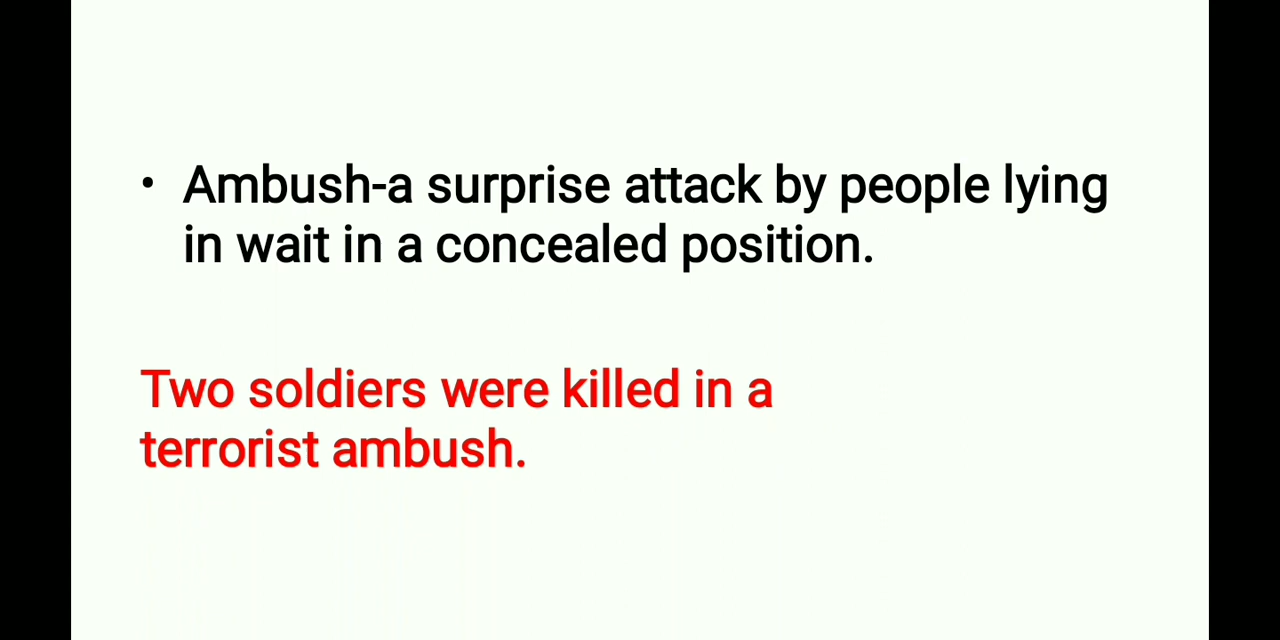 • Ambush-a surprise attack by people lying
in wait in a concealed position.
Two soldiers were killed in a
terrorist ambush.